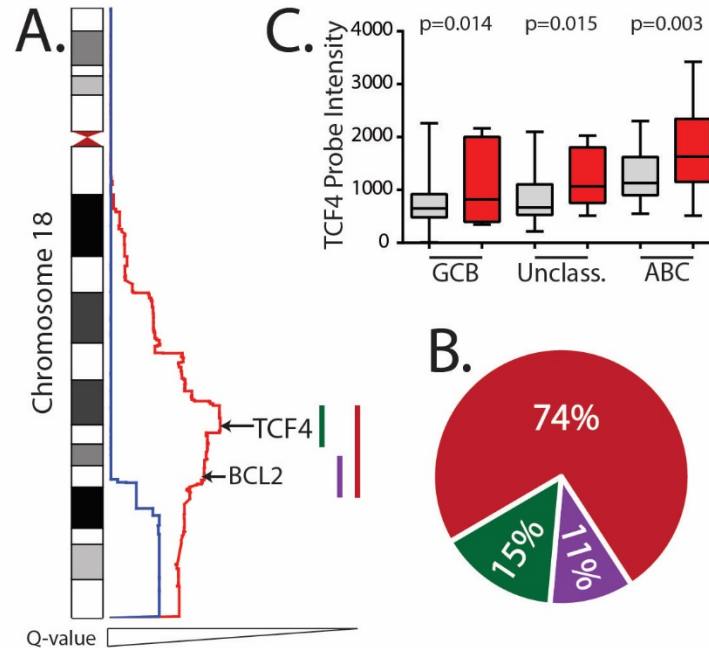 A.
Chromosome 18
TCF4
BCL2
Q-value
C.
p=0.014 p=0.015 p=0.003
TCF4 Probe Intensity
4000
3000
2000
1000
0
GCB Unclass. ABC
B.
74%
15%
11%